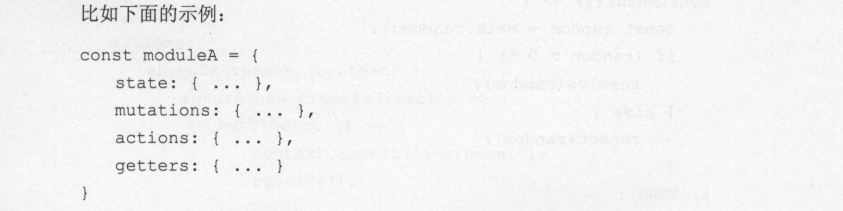 比如下面的示例：
const moduleA = {
    state: { ... },
    mutations: { ... },
    actions: { ... },
    getters: { ... }
}